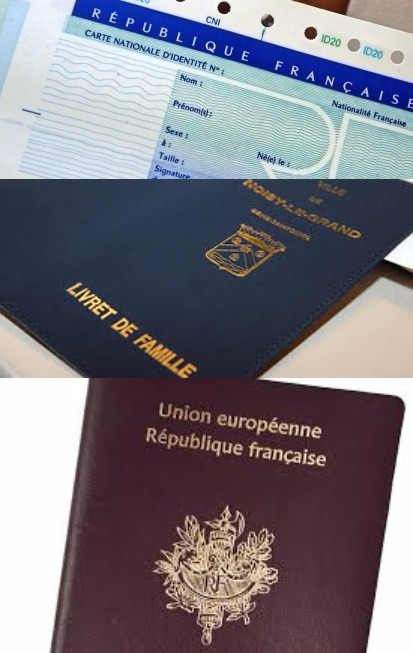 ID20
CNI
ID20 ID20
RÉPUBLIQUE FRANÇAISE
CARTE NATIONALE D'IDENTITÉ N° :
Nom :
Nationalité Française
Prénom(s) :
Sexe :
Né(e) le :
à :
Taille :
Signature
VILLE
DE
NOISY-LE-GRAND
SEINE-SAINT-DENIS
LIVRET DE FAMILLE
Union européenne
République française
RF